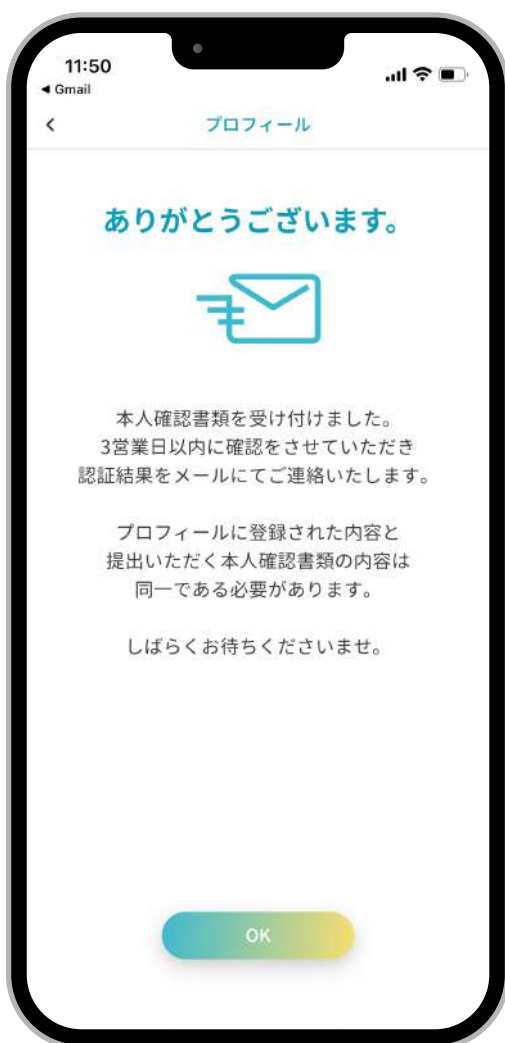 11:50
◀ Gmail
プロフィール
ありがとうございます。
本人確認書類を受け付けました。
3営業日以内に確認をさせていただき
認証結果をメールにてご連絡いたします。
プロフィールに登録された内容と
提出いただく本人確認書類の内容は
同一である必要があります。
しばらくお待ちくださいませ。
OK